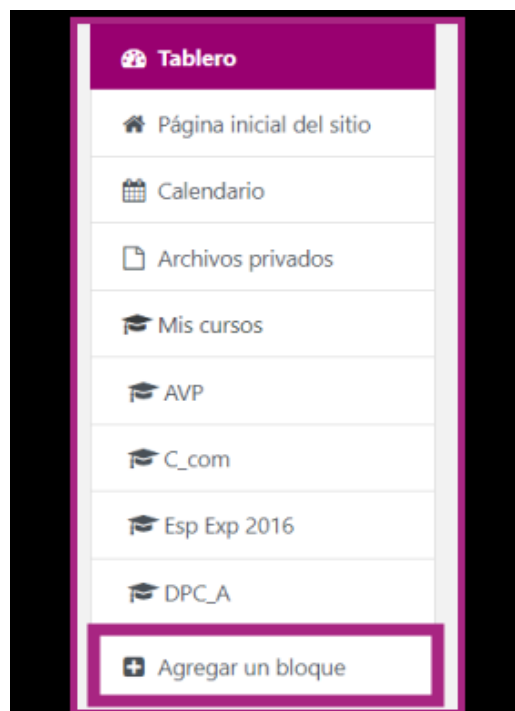 Tablero
Página inicial del sitio
Calendario
Archivos privados
Mis cursos
AVP
C_com
Esp Exp 2016
DPC_A
Agregar un bloque